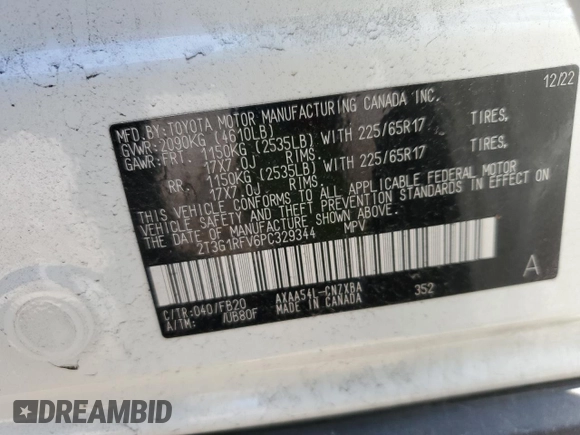 12/22
MFD.BY:TOYOTA MOTOR MANUFACTURING CANADA INC.
GVWR:2090KG (4610LB)
GAWR:FRT. 1150KG (2535LB) WITH 225/65R17 TIRES,
17X7.0J RIMS.
RR. 1150KG (2535LB) WITH 225/65R17 TIRES,
17X7.0J RIMS.
THIS VEHICLE CONFORMS TO ALL APPLICABLE FEDERAL MOTOR
VEHICLE SAFETY AND THEFT PREVENTION STANDARDS IN EFFECT ON
THE DATE OF MANUFACTURE SHOWN ABOVE.
2T3G1RFV6PC329344 MPV
A
C/TR:040/FB20 AXAA54L-CNZXBA 352
A/TM: /UB80F MADE IN CANADA
DREAMBID